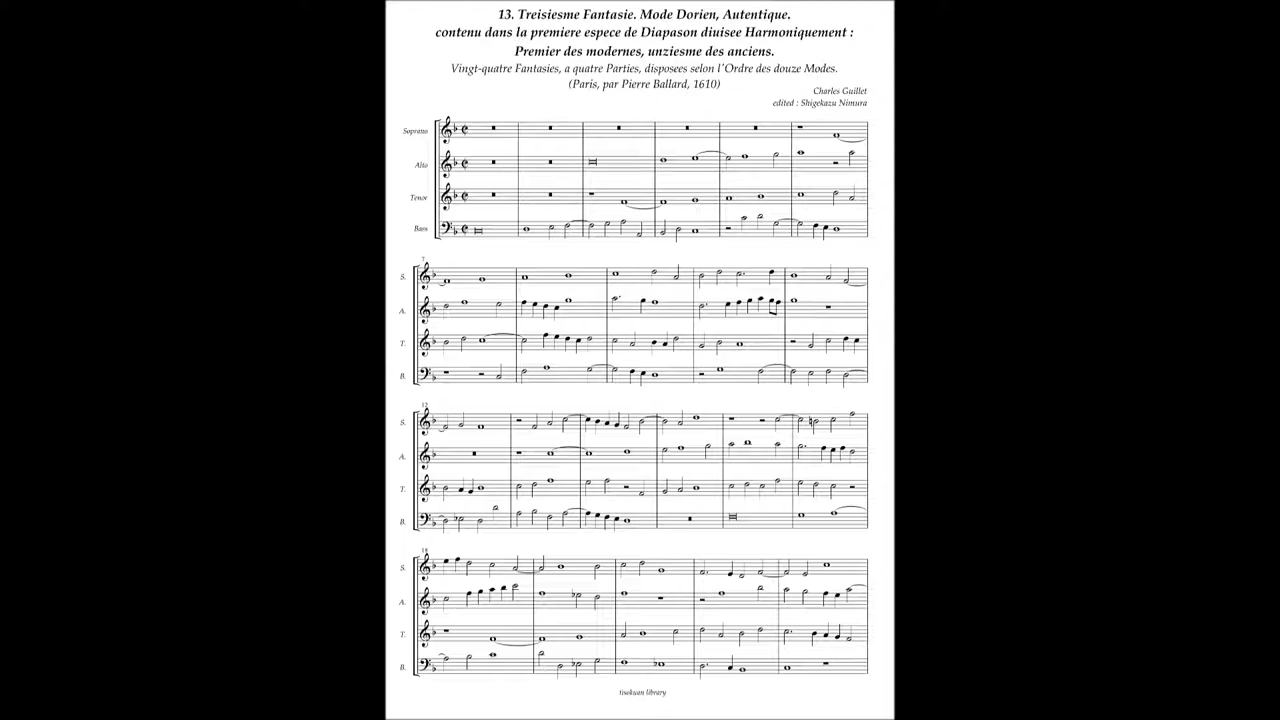 13. Treisiesme Fantasie. Mode Dorien, Autentique.
contenu dans la premiere espece de Diapason diuisee Harmoniquement :
Premier des modernes, unziesme des anciens.
Vingt-quatre Fantasies, a quatre Parties, disposees selon l'Ordre des douze Modes.
(Paris, par Pierre Ballard, 1610)
Charles Guillet
edited : Shigekazu Nimura
Soprano
Alto
Tenor
Bass
7
S.
A.
T.
B.
12
S.
A.
T.
B.
18
S.
A.
T.
B.
tisekuan library